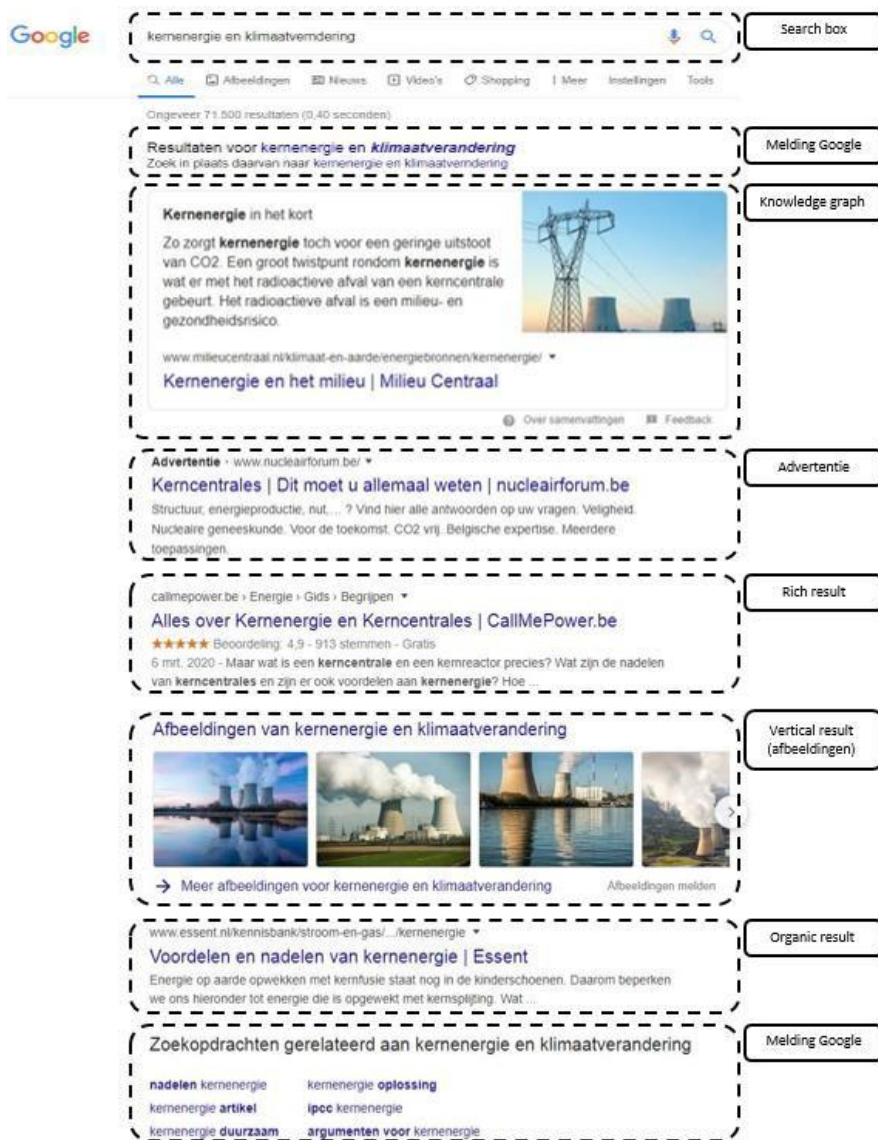 Google
kernenergie en klimaatverndering
Search box
Alle Afbeeldingen Nieuws Video's Shopping Meer Instellingen Tools
Ongeveer 71.500 resultaten (0,40 seconden)
Resultaten voor kernenergie en klimaatverandering
Zoek in plaats daarvan naar kernenergie en klimaatverndering
Melding Google
Knowledge graph
Kernenergie in het kort
Zo zorgt kernenergie toch voor een geringe uitstoot
van CO2. Een groot twistpunt rondom kernenergie is
wat er met het radioactieve afval van een kerncentrale
gebeurt. Het radioactieve afval is een milieu- en
gezondheidsrisico.
www.milieucentraal.nl/klimaat-en-aarde/energiebronnen/kernenergie/
Kernenergie en het milieu | Milieu Centraal
Over samenvattingen Feedback
Advertentie · www.nucleairforum.be/
Advertentie
Kerncentrales | Dit moet u allemaal weten | nucleairforum.be
Structuur, energieproductie, nut,... ? Vind hier alle antwoorden op uw vragen. Veligheid.
Nucleaire geneeskunde. Voor de toekomst. CO2 vrij. Belgische expertise. Meerdere
toepassingen.
callmepower.be › Energie › Gids › Begrijpen
Rich result
Alles over Kernenergie en Kerncentrales | CallMePower.be
★★★★★ Beoordeling: 4,9 - 913 stemmen - Gratis
6 mrt. 2020 - Maar wat is een kerncentrale en een kernreactor precies? Wat zijn de nadelen
van kerncentrales en zijn er ook voordelen aan kernenergie? Hoe ...
Afbeeldingen van kernenergie en klimaatverandering
Vertical result
(afbeeldingen)
Meer afbeeldingen voor kernenergie en klimaatverandering Afbeeldingen melden
www.essent.nl/kennisbank/stroom-en-gas/.../kernenergie
Organic result
Voordelen en nadelen van kernenergie | Essent
Energie op aarde opwekken met kernfusie staat nog in de kinderschoenen. Daarom beperken
we ons hieronder tot energie die is opgewekt met kernsplijting. Wat ...
Zoekopdrachten gerelateerd aan kernenergie en klimaatverandering
Melding Google
nadelen kernenergie kernenergie oplossing
kernenergie artikel ipcc kernenergie
kernenergie duurzaam argumenten voor kernenergie